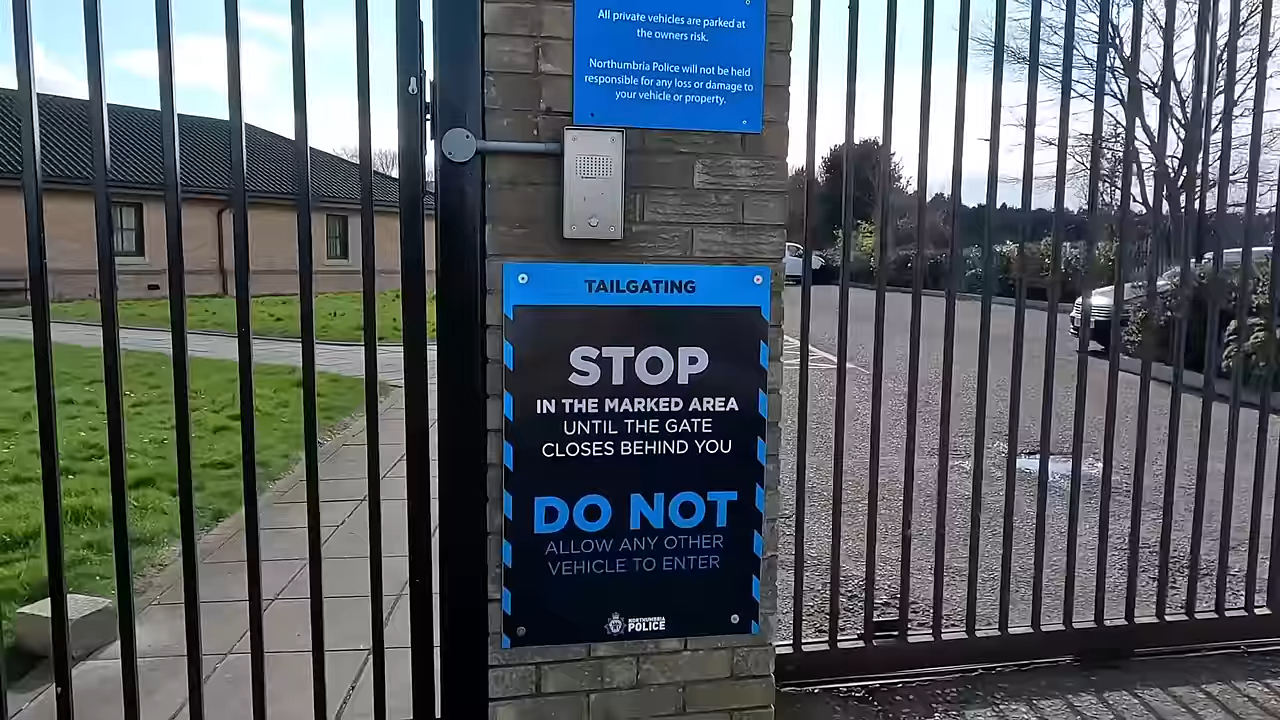 All private vehicles are parked at
the owners risk.
Northumbria Police will not be held
responsible for any loss or damage to
your vehicle or property.
TAILGATING
STOP
IN THE MARKED AREA
UNTIL THE GATE
CLOSES BEHIND YOU
DO NOT
ALLOW ANY OTHER
VEHICLE TO ENTER
NORTHUMBRIA
POLICE